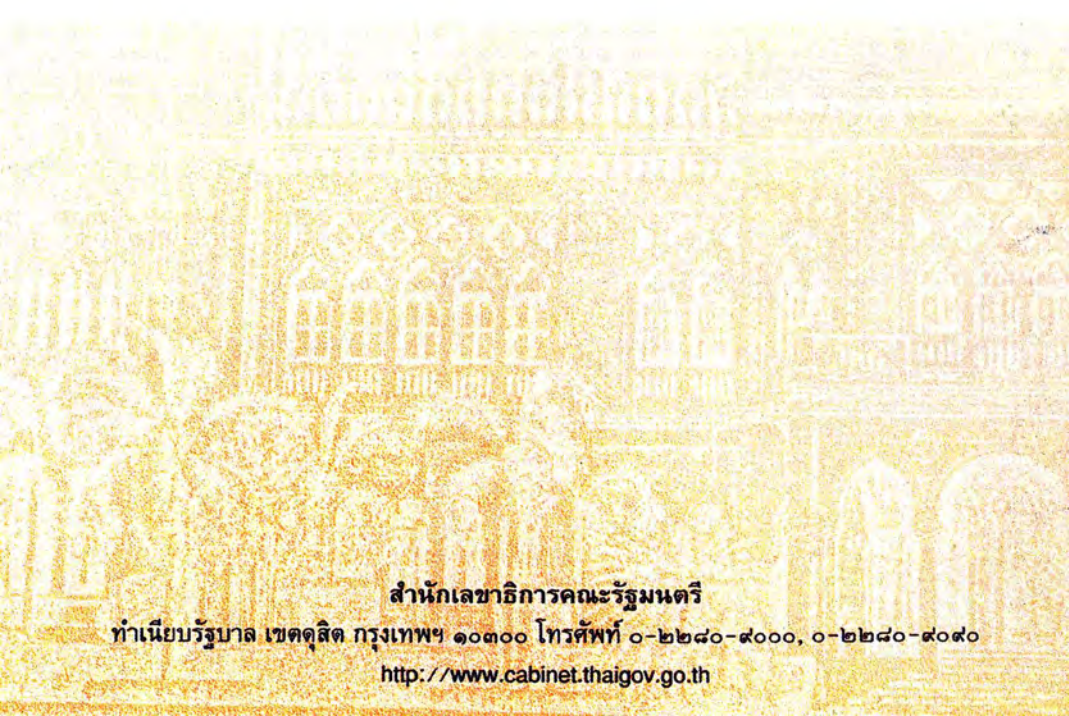 สำนักเลขาธิการคณะรัฐมนตรี
ทำเนียบรัฐบาล เขตดุสิต กรุงเทพฯ ๑๐๓๐๐ โทรศัพท์ ๐-๒๒๘๐-๙๐๐๐, ๐-๒๒๘๐-๙๐๙๐
http://www.cabinet.thaigov.go.th